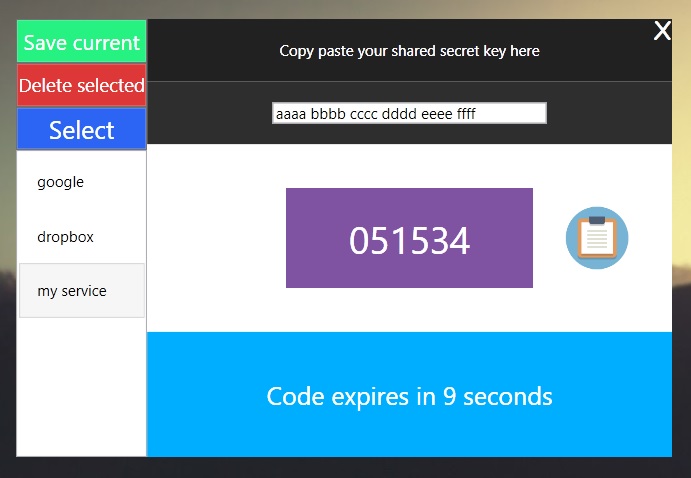 Save current
Delete selected
Select
google
dropbox
my service
X
Copy paste your shared secret key here
aaaa bbbb cccc dddd eeee ffff
051534
Code expires in 9 seconds